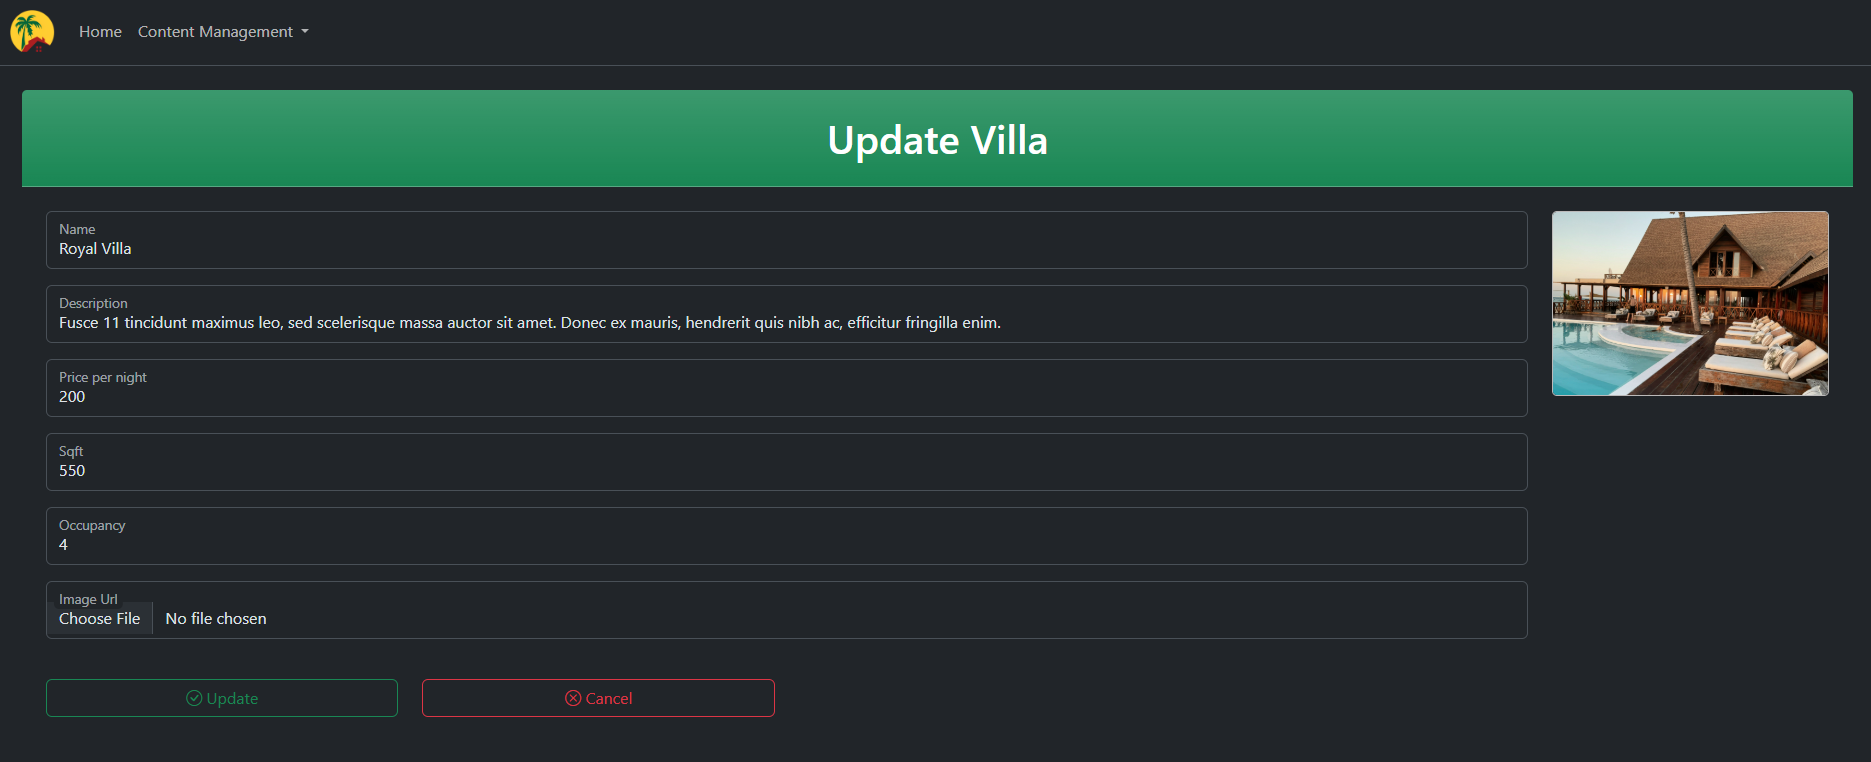 Home Content Management
Update Villa
Name
Royal Villa
Description
Fusce 11 tincidunt maximus leo, sed scelerisque massa auctor sit amet. Donec ex mauris, hendrerit quis nibh ac, efficitur fringilla enim.
Price per night
200
Sqft
550
Occupancy
4
Image Url
Choose File No file chosen
Update Cancel